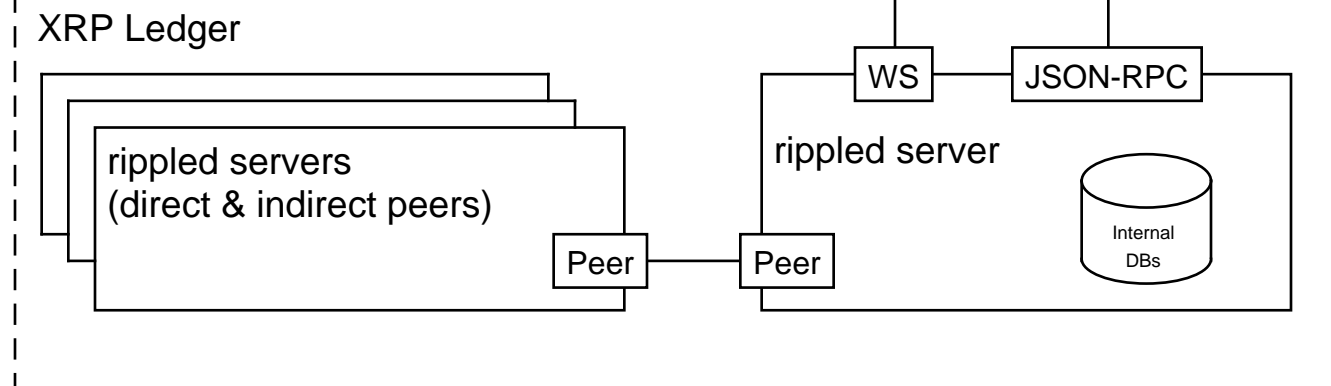 XRP Ledger
WS
JSON-RPC
rippled servers
(direct & indirect peers)
rippled server
Internal
DBs
Peer
Peer